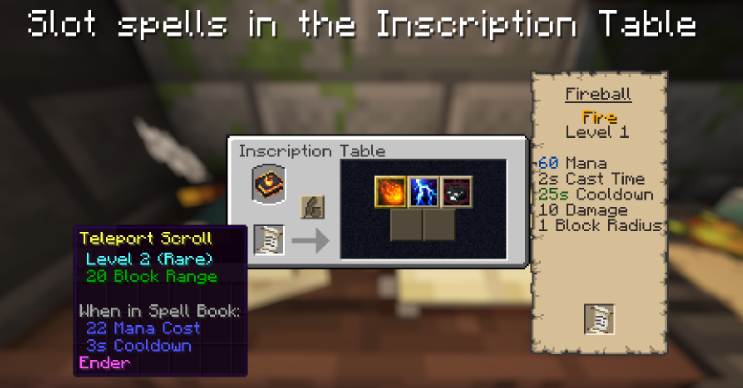 Slot spells in the Inscription Table
Inscription Table
Fireball
Fire
Level 1
60 Mana
2s Cast Time
25s Cooldown
10 Damage
1 Block Radius
Teleport Scroll
Level 2 (Rare)
20 Block Range
When in Spell Book:
22 Mana Cost
3s Cooldown
Ender